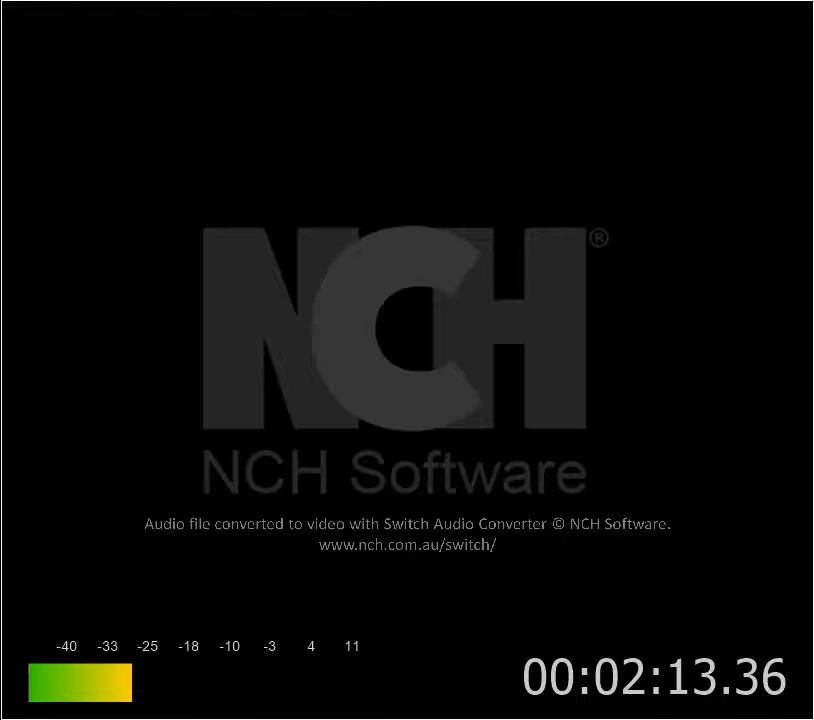 NCH®
NCH Software
Audio file converted to video with Switch Audio Converter © NCH Software.
www.nch.com.au/switch/
-40 -33 -25 -18 -10 -3 4 11
00:02:13.36